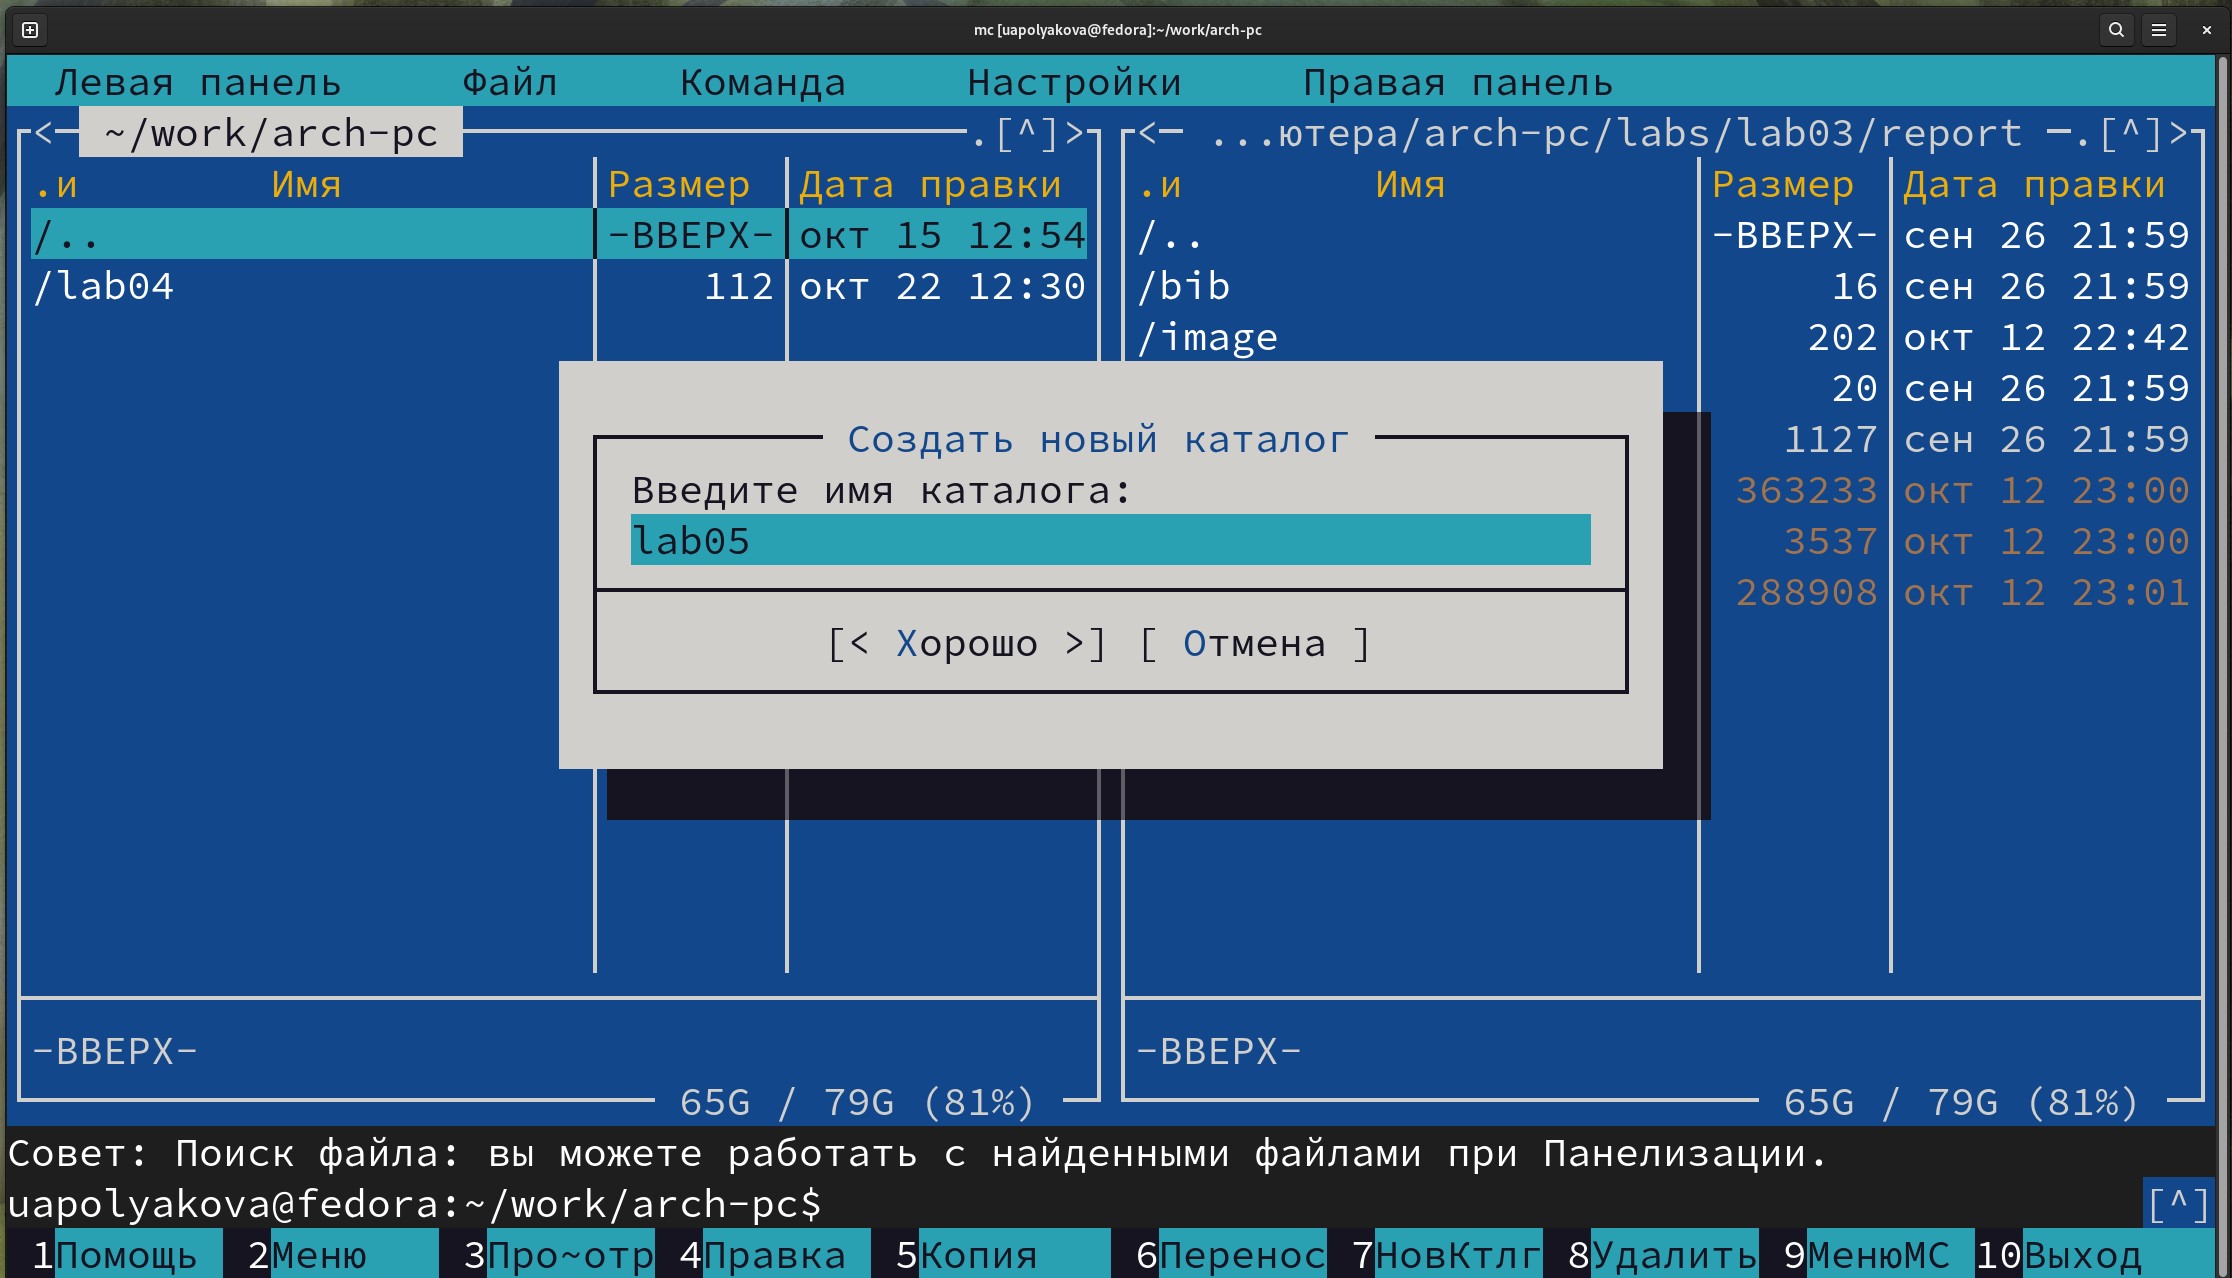 mc [uapolyakova@fedora]:~/work/arch-pc
Левая панель Файл Команда Настройки Правая панель
<─ ~/work/arch-pc .[^]> <─ ...ютера/arch-pc/labs/lab03/report ─.[^]>
.и Имя Размер Дата правки .и Имя Размер Дата правки
/.. -ВВЕРХ- окт 15 12:54 /.. -ВВЕРХ- сен 26 21:59
/lab04 112 окт 22 12:30 /bib 16 сен 26 21:59
/image 202 окт 12 22:42
20 сен 26 21:59
Создать новый каталог 1127 сен 26 21:59
Введите имя каталога: 363233 окт 12 23:00
lab05 3537 окт 12 23:00
288908 окт 12 23:01
[< Хорошо >] [ Отмена ]
-ВВЕРХ- -ВВЕРХ-
65G / 79G (81%) 65G / 79G (81%)
Совет: Поиск файла: вы можете работать с найденными файлами при Панелизации.
uapolyakova@fedora:~/work/arch-pc$ [^]
1Помощь 2Меню 3Про~отр 4Правка 5Копия 6Перенос 7НовКтлг 8Удалить 9МенюMC 10Выход